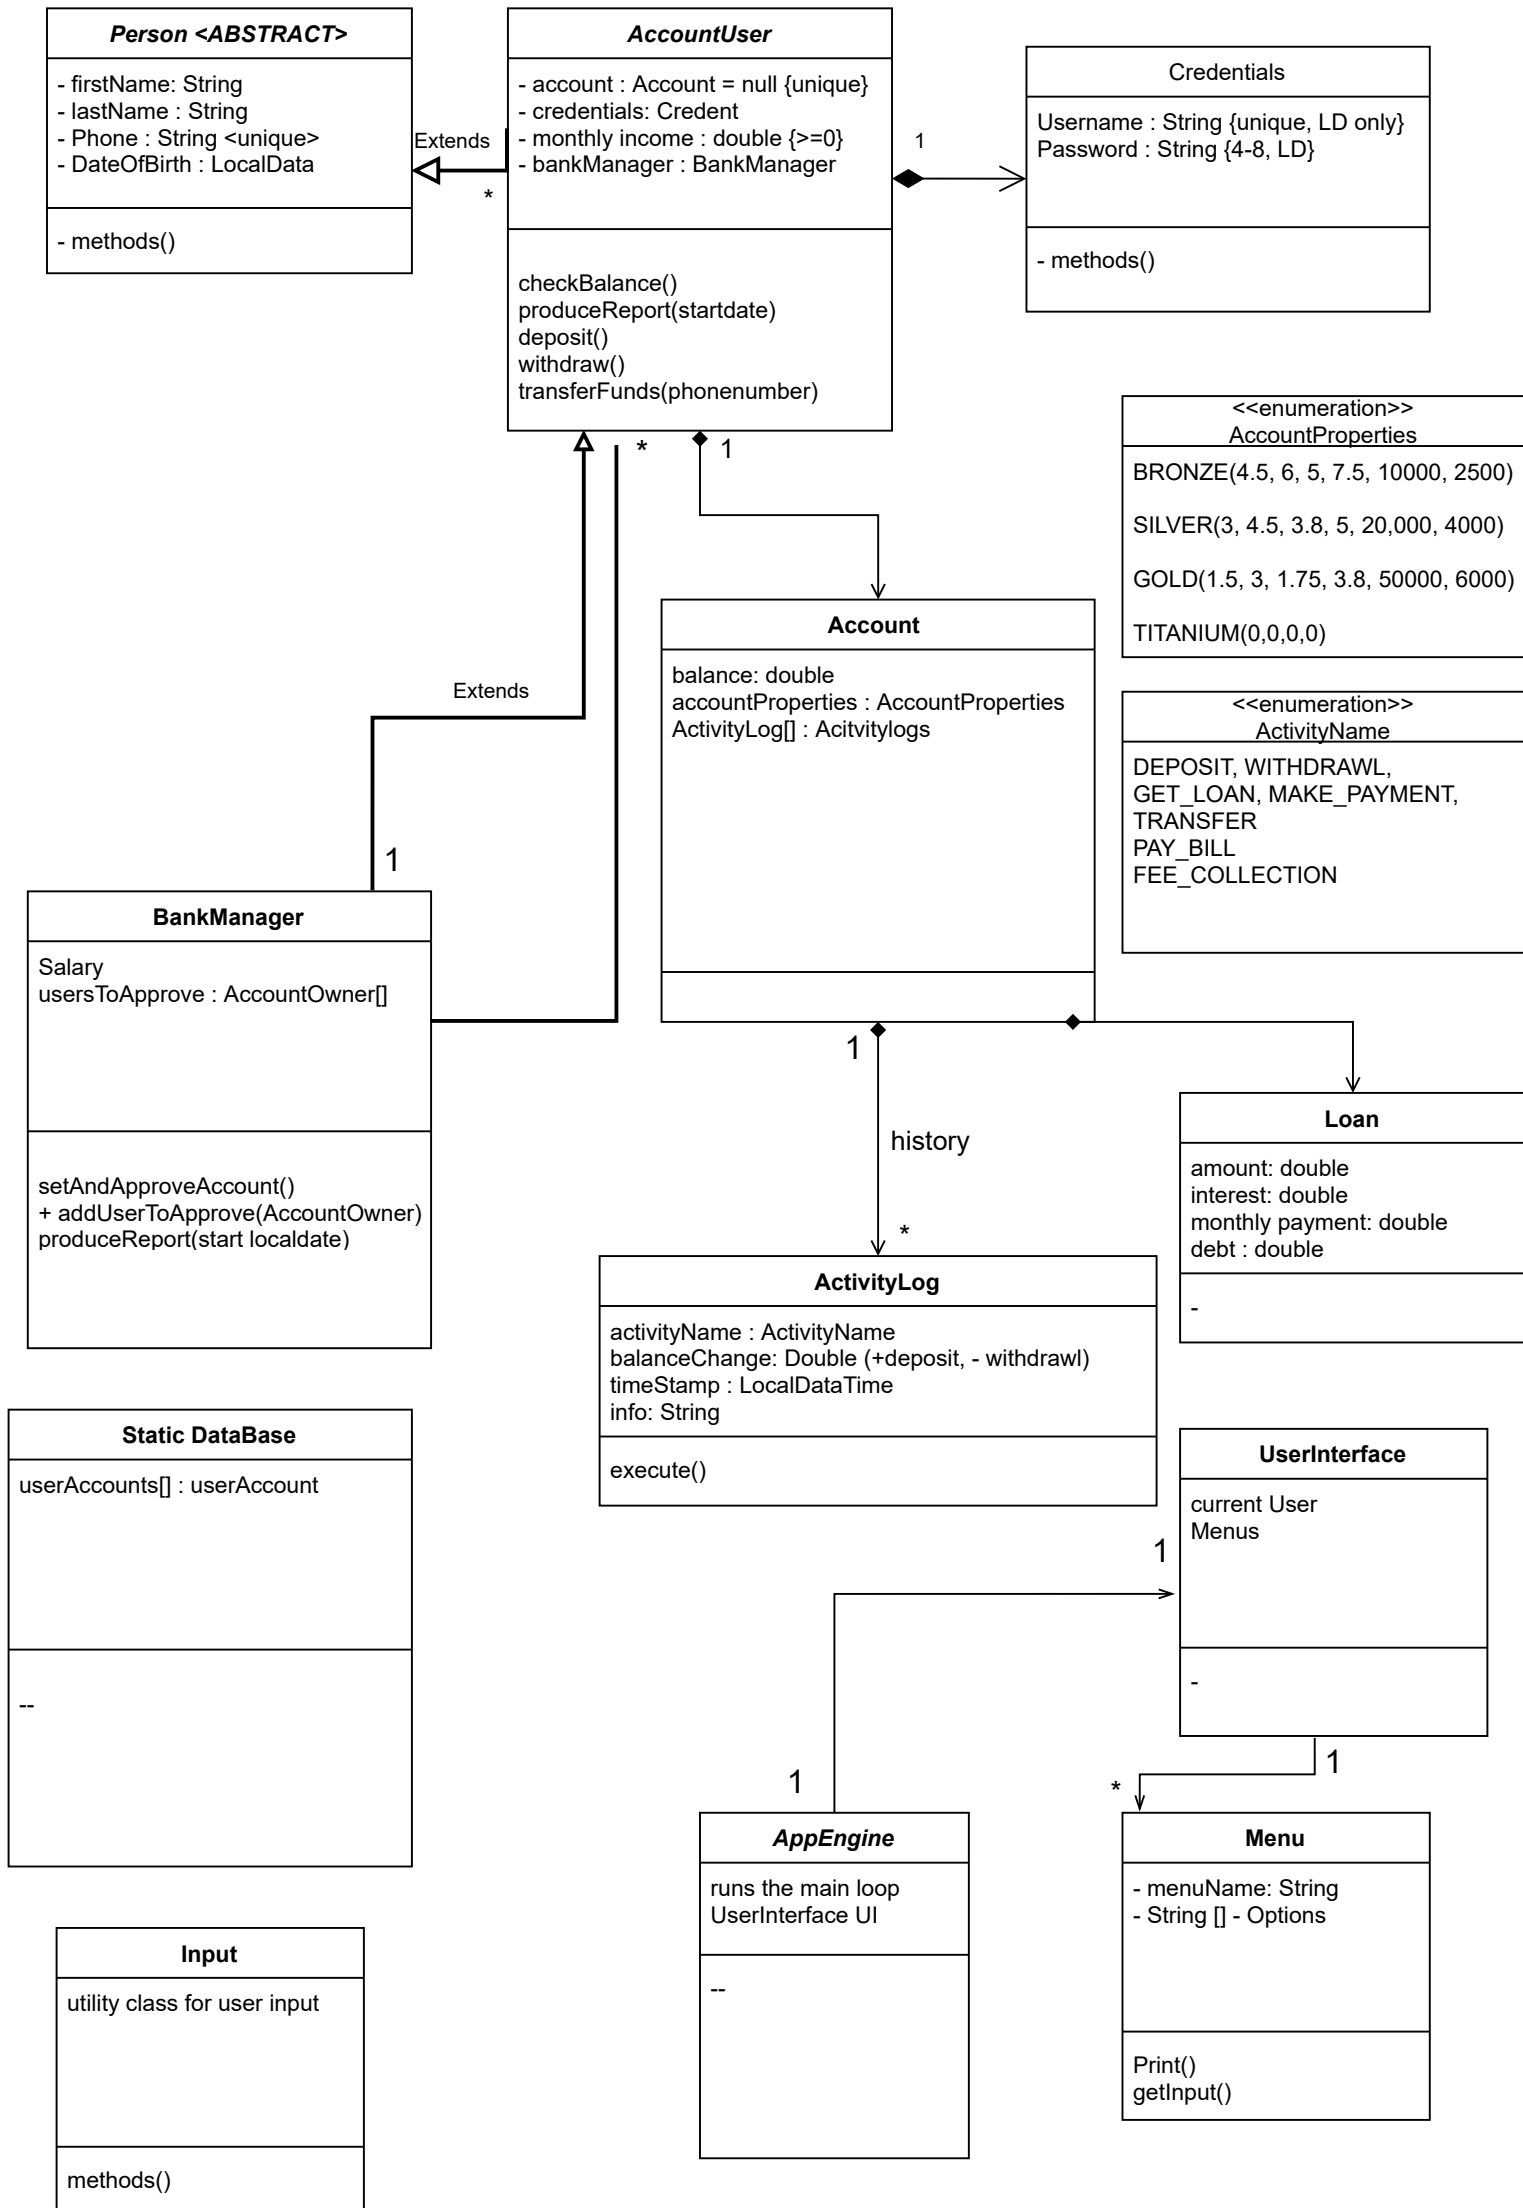 Person <ABSTRACT>
- firstName: String
- lastName : String
- Phone : String <unique>
- DateOfBirth : LocalData
- methods()
Extends
*
AccountUser
- account : Account = null {unique}
- credentials: Credent
- monthly income : double {>=0}
- bankManager : BankManager
checkBalance()
produceReport(startdate)
deposit()
withdraw()
transferFunds(phonenumber)
1
Credentials
Username : String {unique, LD only}
Password : String {4-8, LD}
- methods()
*
1
<<enumeration>>
AccountProperties
BRONZE(4.5, 6, 5, 7.5, 10000, 2500)
SILVER(3, 4.5, 3.8, 5, 20,000, 4000)
GOLD(1.5, 3, 1.75, 3.8, 50000, 6000)
TITANIUM(0,0,0,0)
Account
balance: double
accountProperties : AccountProperties
ActivityLog[] : Acitvitylogs
<<enumeration>>
ActivityName
DEPOSIT, WITHDRAWL,
GET_LOAN, MAKE_PAYMENT,
TRANSFER
PAY_BILL
FEE_COLLECTION
Extends
1
BankManager
Salary
usersToApprove : AccountOwner[]
setAndApproveAccount()
+ addUserToApprove(AccountOwner)
produceReport(start localdate)
1
history
*
Loan
amount: double
interest: double
monthly payment: double
debt : double
-
ActivityLog
activityName : ActivityName
balanceChange: Double (+deposit, - withdrawl)
timeStamp : LocalDataTime
info: String
execute()
Static DataBase
userAccounts[] : userAccount
--
UserInterface
current User
Menus
-
1
1
1
*
AppEngine
runs the main loop
UserInterface UI
--
Menu
- menuName: String
- String [] - Options
Print()
getInput()
Input
utility class for user input
methods()